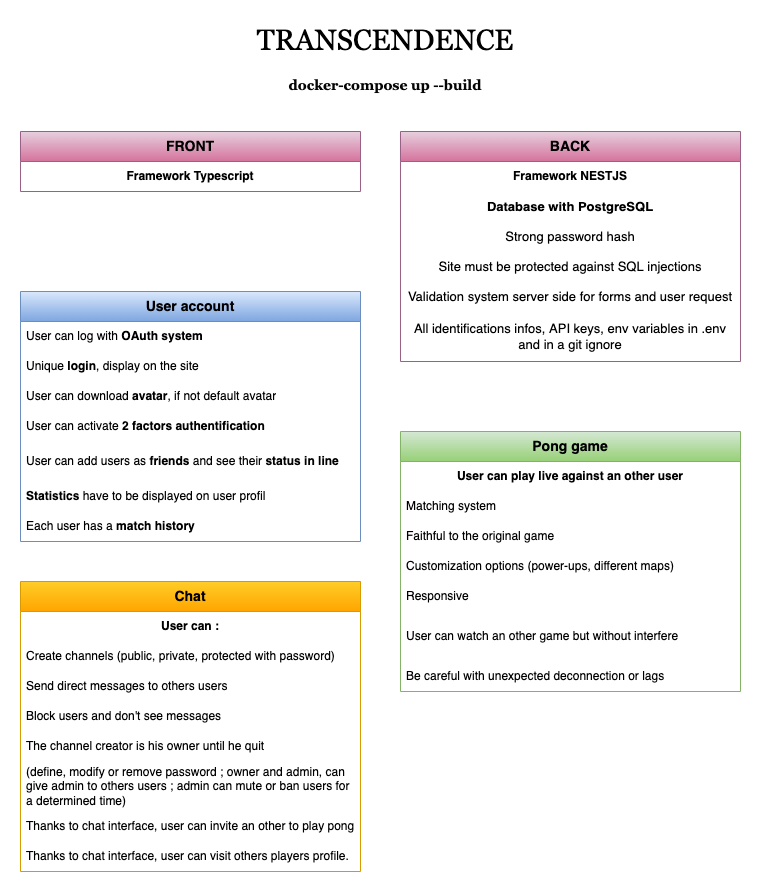 TRANSCENDENCE
docker-compose up --build
FRONT
Framework Typescript
BACK
Framework NESTJS
Database with PostgreSQL
Strong password hash
Site must be protected against SQL injections
Validation system server side for forms and user request
All identifications infos, API keys, env variables in .env
and in a git ignore
User account
User can log with OAuth system
Unique login, display on the site
User can download avatar, if not default avatar
User can activate 2 factors authentification
User can add users as friends and see their status in line
Statistics have to be displayed on user profil
Each user has a match history
Pong game
User can play live against an other user
Matching system
Faithful to the original game
Customization options (power-ups, different maps)
Responsive
User can watch an other game but without interfere
Be careful with unexpected deconnection or lags
Chat
User can :
Create channels (public, private, protected with password)
Send direct messages to others users
Block users and don't see messages
The channel creator is his owner until he quit
(define, modify or remove password ; owner and admin, can
give admin to others users ; admin can mute or ban users for
a determined time)
Thanks to chat interface, user can invite an other to play pong
Thanks to chat interface, user can visit others players profile.